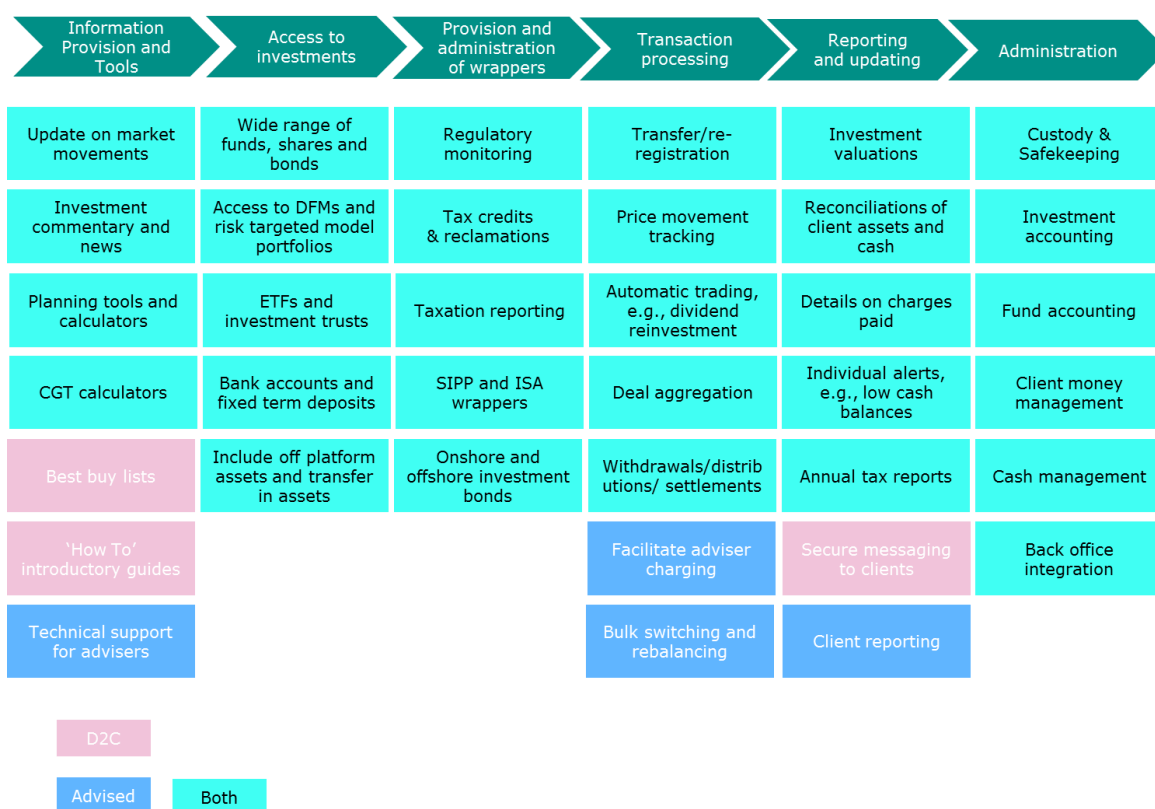 Information
Provision and
Tools
Access to
investments
Provision and
administration
of wrappers
Transaction
processing
Reporting
and updating
Administration
Update on market
movements
Wide range of
funds, shares and
bonds
Regulatory
monitoring
Transfer/re-
registration
Investment
valuations
Custody &
Safekeeping
Investment
commentary and
news
Access to DFMs and
risk targeted model
portfolios
Tax credits
& reclamations
Price movement
tracking
Reconciliations of
client assets and
cash
Investment
accounting
Planning tools and
calculators
ETFs and
investment trusts
Taxation reporting
Automatic trading,
e.g., dividend
reinvestment
Details on charges
paid
Fund accounting
CGT calculators
Bank accounts and
fixed term deposits
SIPP and ISA
wrappers
Deal aggregation
Individual alerts,
e.g., low cash
balances
Client money
management
Best buy lists
Include off platform
assets and transfer
in assets
Onshore and
offshore investment
bonds
Withdrawals/distrib
utions/ settlements
Annual tax reports
Cash management
‘How To’
introductory guides
Facilitate adviser
charging
Secure messaging
to clients
Back office
integration
Technical support
for advisers
Bulk switching and
rebalancing
Client reporting
D2C
Advised
Both